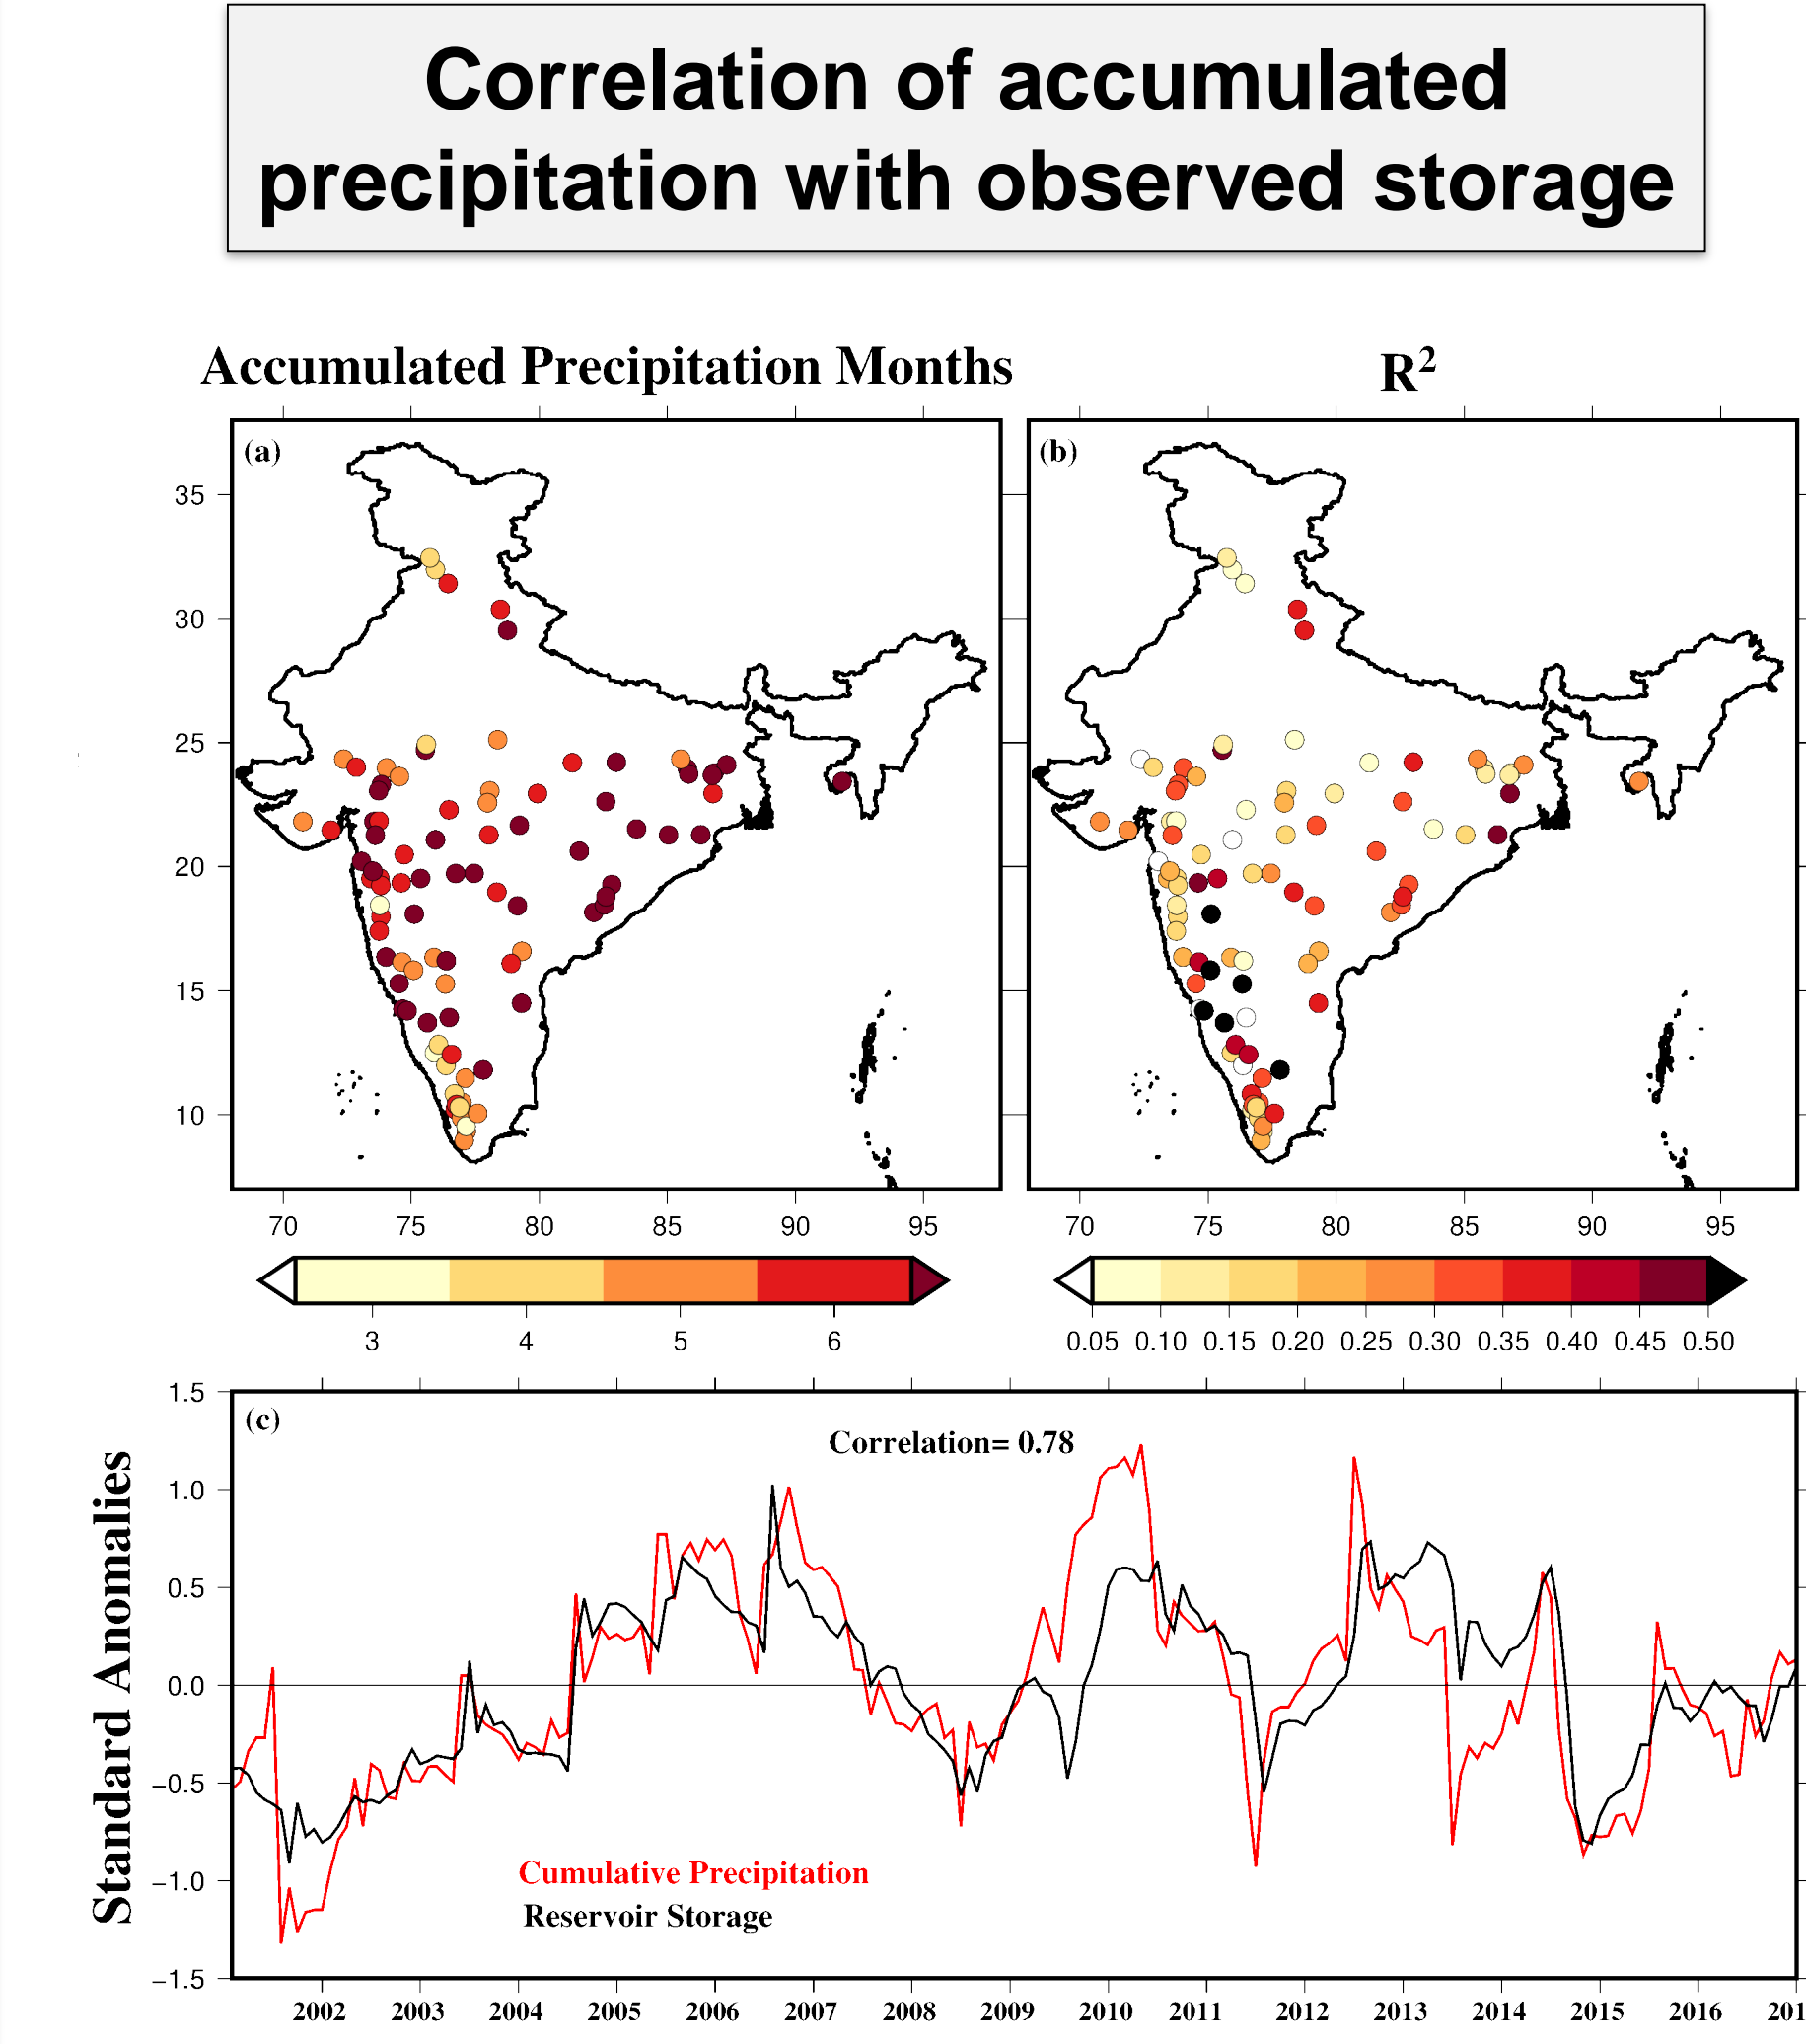 Correlation of accumulated
precipitation with observed storage
Accumulated Precipitation Months
R²
(a)
(b)
35
30
25
20
15
10
70 75 80 85 90 95
70 75 80 85 90 95
3 4 5 6
0.05 0.10 0.15 0.20 0.25 0.30 0.35 0.40 0.45 0.50
(c)
Correlation= 0.78
Standard Anomalies
1.5
1.0
0.5
0.0
−0.5
−1.0
−1.5
Cumulative Precipitation
Reservoir Storage
2002 2003 2004 2005 2006 2007 2008 2009 2010 2011 2012 2013 2014 2015 2016 201